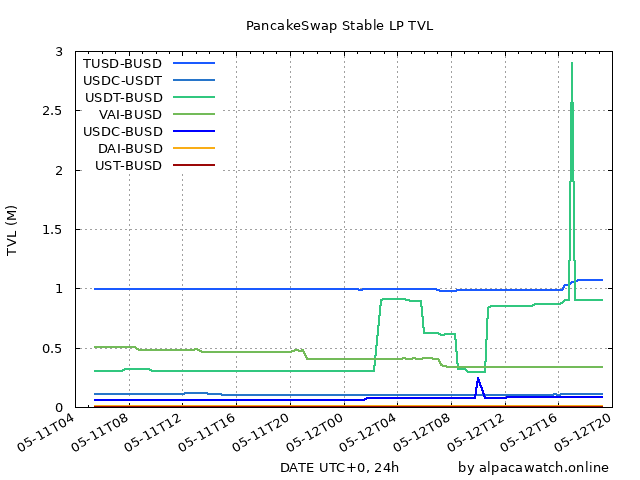 PancakeSwap Stable LP TVL
3
2.5
2
1.5
1
0.5
0
TVL (M)
TUSD-BUSD
USDC-USDT
USDT-BUSD
VAI-BUSD
USDC-BUSD
DAI-BUSD
UST-BUSD
05-11T04
05-11T08
05-11T12
05-11T16
05-11T20
05-12T00
05-12T04
05-12T08
05-12T12
05-12T16
05-12T20
DATE UTC+0, 24h
by alpacawatch.online